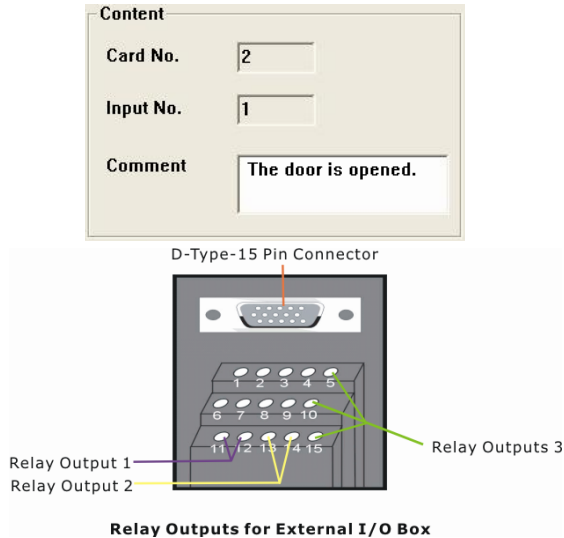 Content
Card No. 2
Input No. 1
Comment The door is opened.
D-Type-15 Pin Connector
1 2 3 4 5
6 7 8 9 10
11 12 13 14 15
Relay Outputs 3
Relay Output 1
Relay Output 2
Relay Outputs for External I/O Box